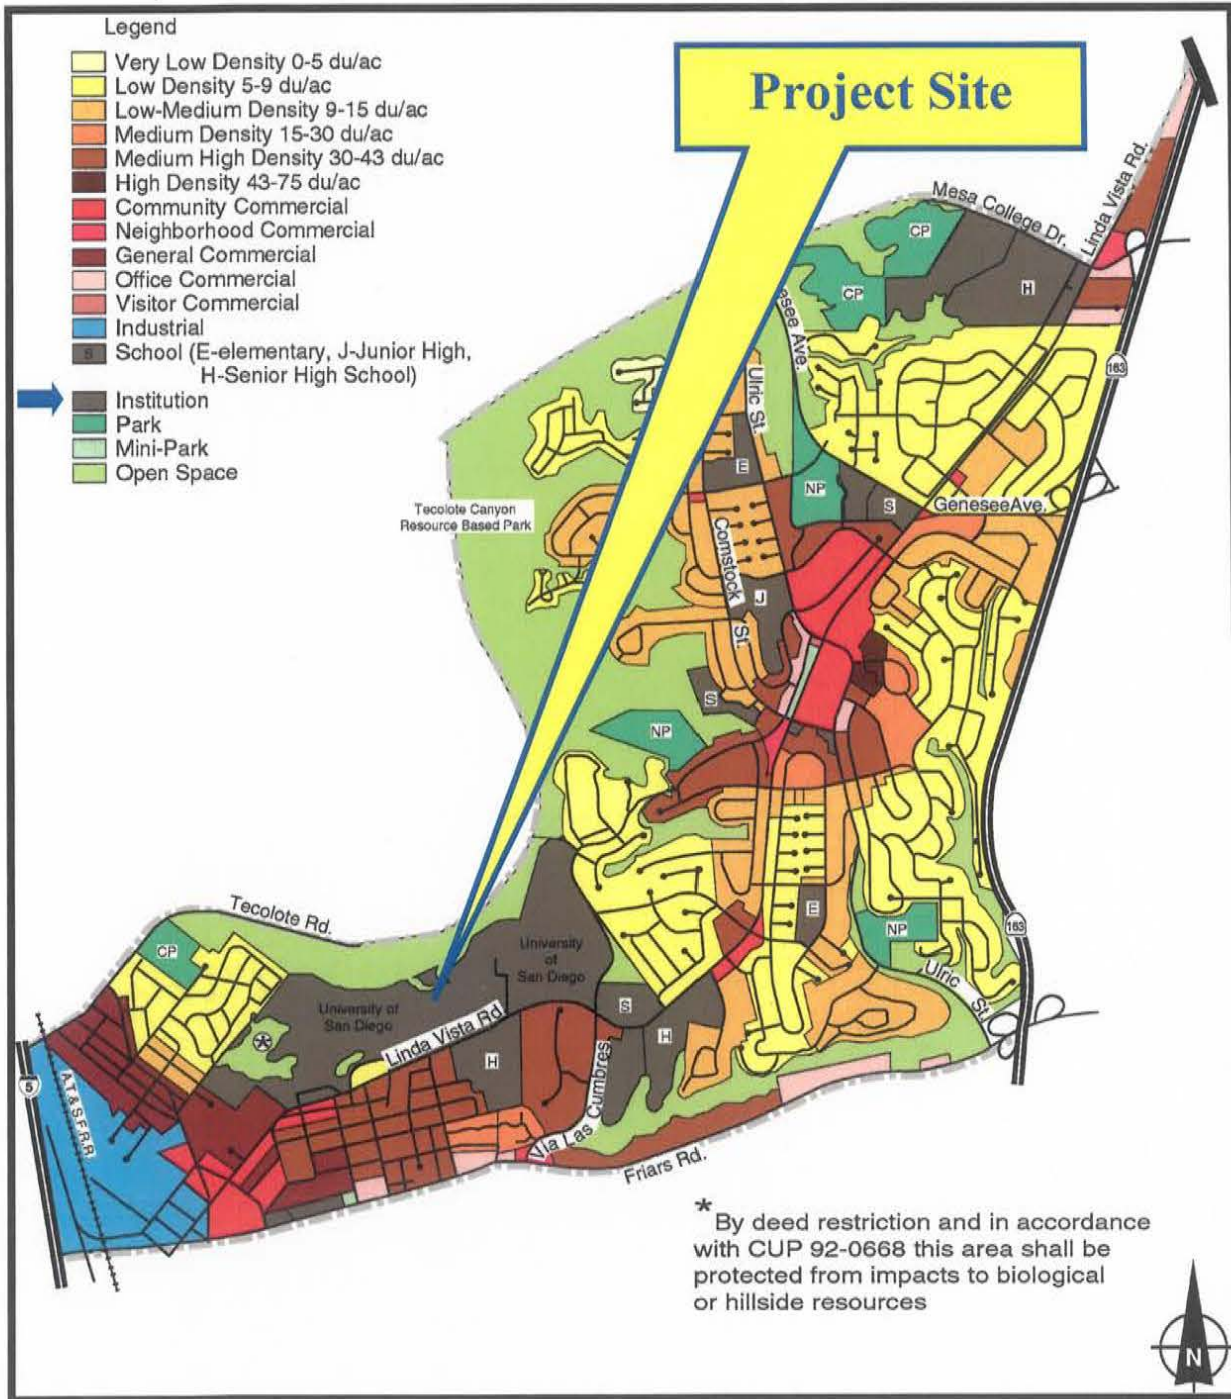 Legend
Very Low Density 0-5 du/ac
Low Density 5-9 du/ac
Low-Medium Density 9-15 du/ac
Medium Density 15-30 du/ac
Medium High Density 30-43 du/ac
High Density 43-75 du/ac
Community Commercial
Neighborhood Commercial
General Commercial
Office Commercial
Visitor Commercial
Industrial
S School (E-elementary, J-Junior High,
H-Senior High School)
Institution
Park
Mini-Park
Open Space
Project Site
Mesa College Dr.
Linda Vista Rd.
CP
CP
H
esee Ave.
163
Ulric St.
E
NP
S
GeneseeAve.
Tecolote Canyon
Resource Based Park
Comstock St.
J
S
NP
E
NP
163
Ulric St.
Tecolote Rd.
CP
University
of
San Diego
University of
San Diego
Linda Vista Rd
S
H
H
*
5
A.T.& S.F.R.R
Via Las Cumbres
Friars Rd.
* By deed restriction and in accordance
with CUP 92-0668 this area shall be
protected from impacts to biological
or hillside resources
N